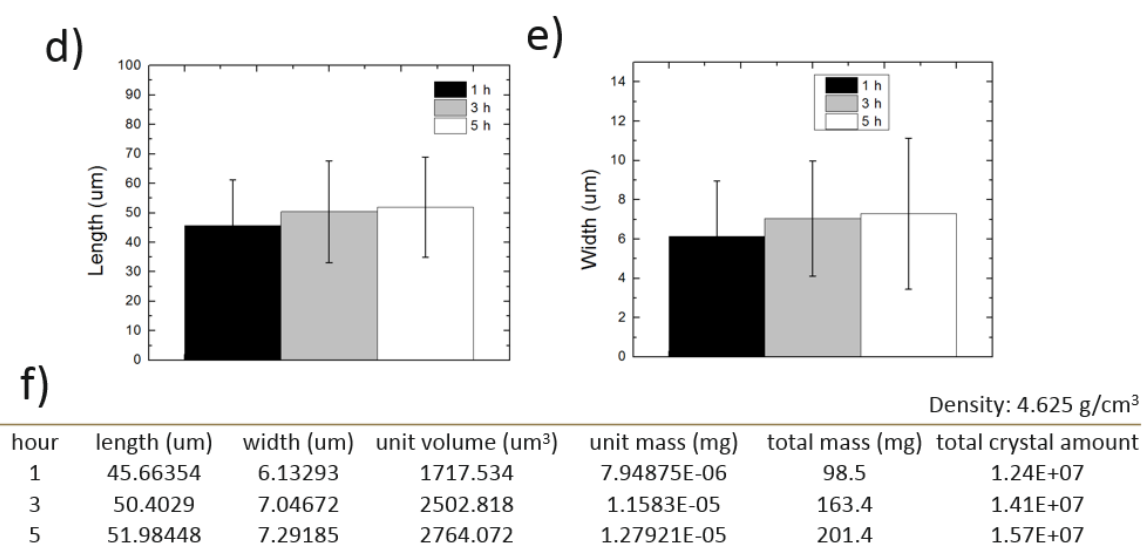 d)
e)
100
90
80
70
60
50
40
30
20
10
0
Length (um)
1 h
3 h
5 h
14
12
10
8
6
4
2
0
Width (um)
1 h
3 h
5 h
f)
Density: 4.625 g/cm³
hour length (um) width (um) unit volume (um³) unit mass (mg) total mass (mg) total crystal amount
1 45.66354 6.13293 1717.534 7.94875E-06 98.5 1.24E+07
3 50.4029 7.04672 2502.818 1.1583E-05 163.4 1.41E+07
5 51.98448 7.29185 2764.072 1.27921E-05 201.4 1.57E+07